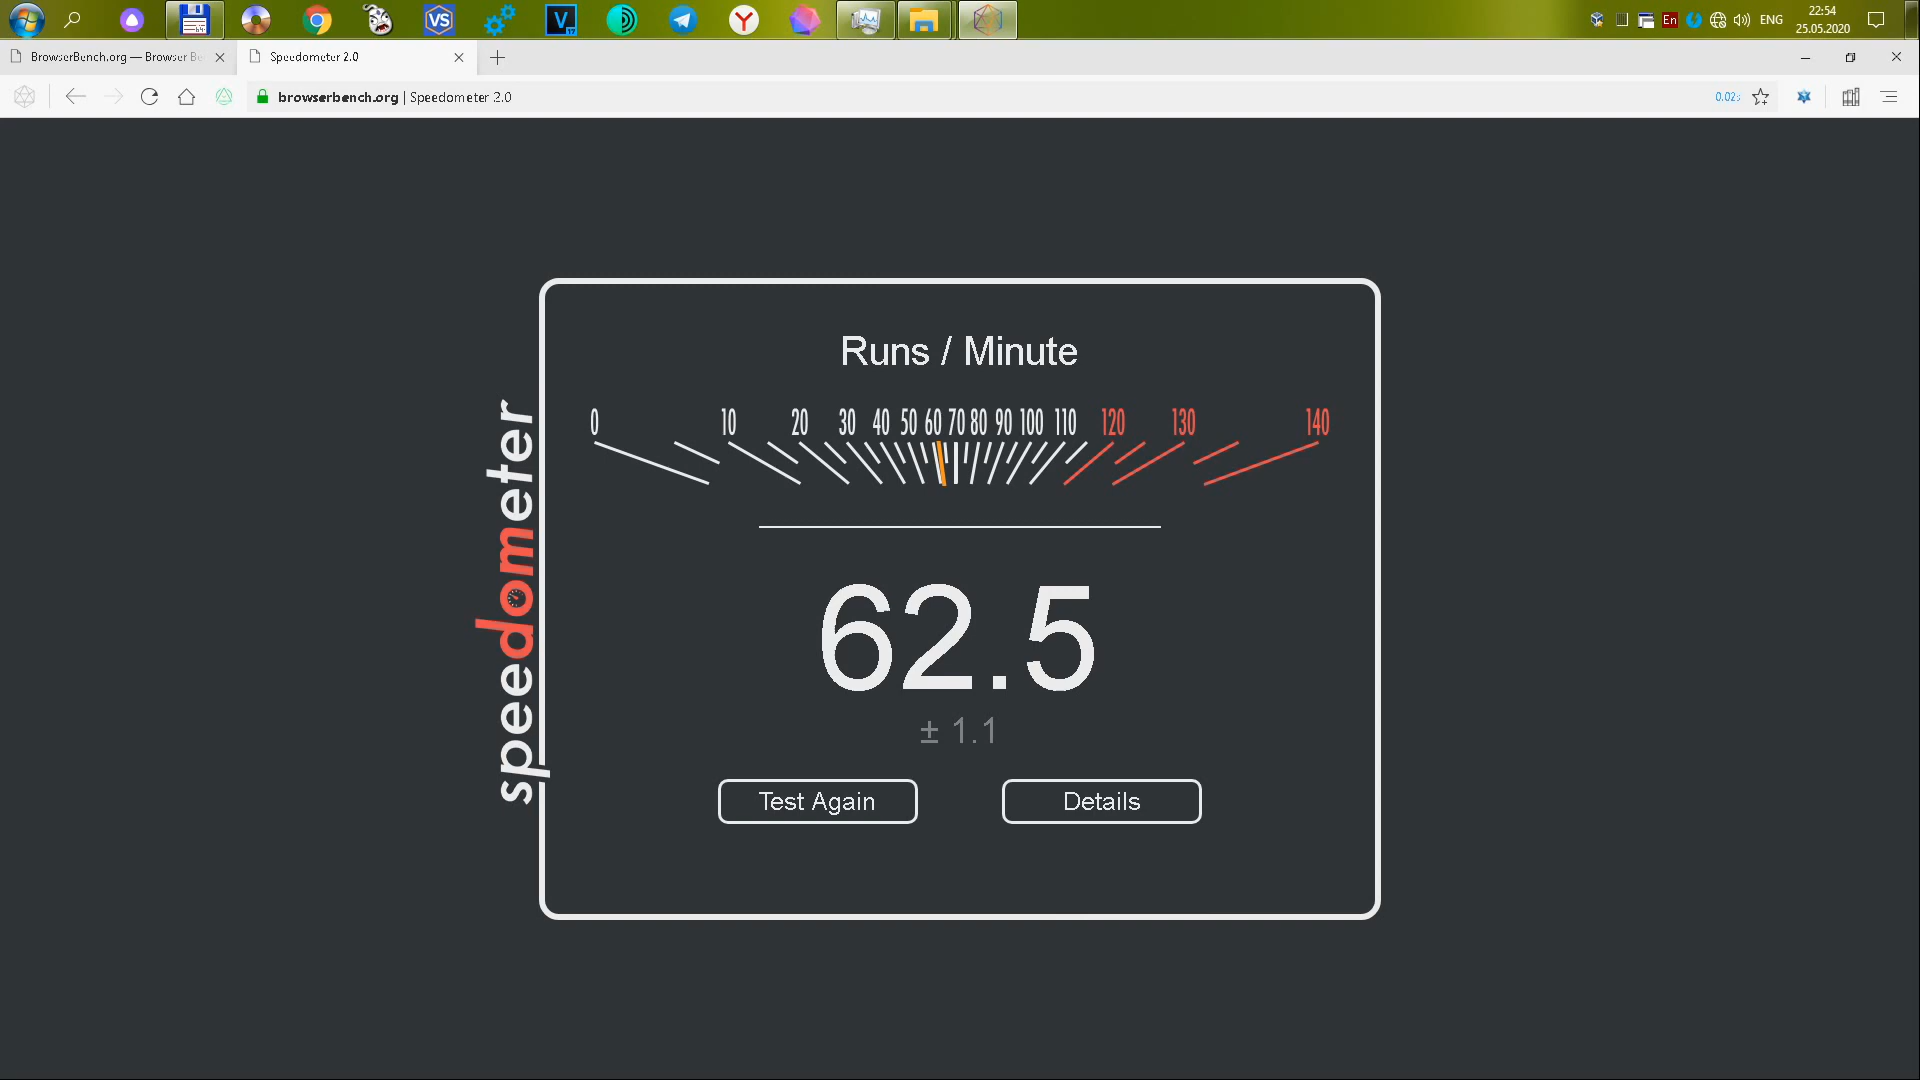 22:54
ENG
25.05.2020
BrowserBench.org — Browser Be
Speedometer 2.0
browserbench.org | Speedometer 2.0
0.02s
Runs / Minute
0 10 20 30 40 50 60 70 80 90 100 110 120 130 140
speedometer
62.5
± 1.1
Test Again
Details